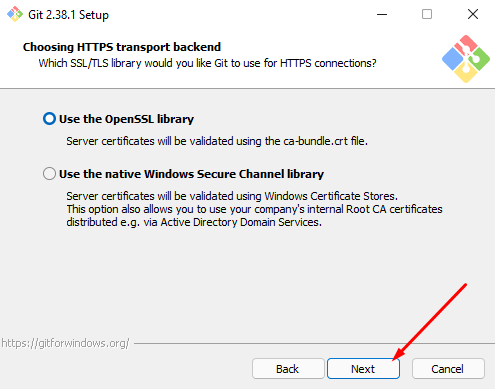 Git 2.38.1 Setup
Choosing HTTPS transport backend
Which SSL/TLS library would you like Git to use for HTTPS connections?
Use the OpenSSL library
Server certificates will be validated using the ca-bundle.crt file.
Use the native Windows Secure Channel library
Server certificates will be validated using Windows Certificate Stores.
This option also allows you to use your company's internal Root CA certificates
distributed e.g. via Active Directory Domain Services.
https://gitforwindows.org/
Back Next Cancel